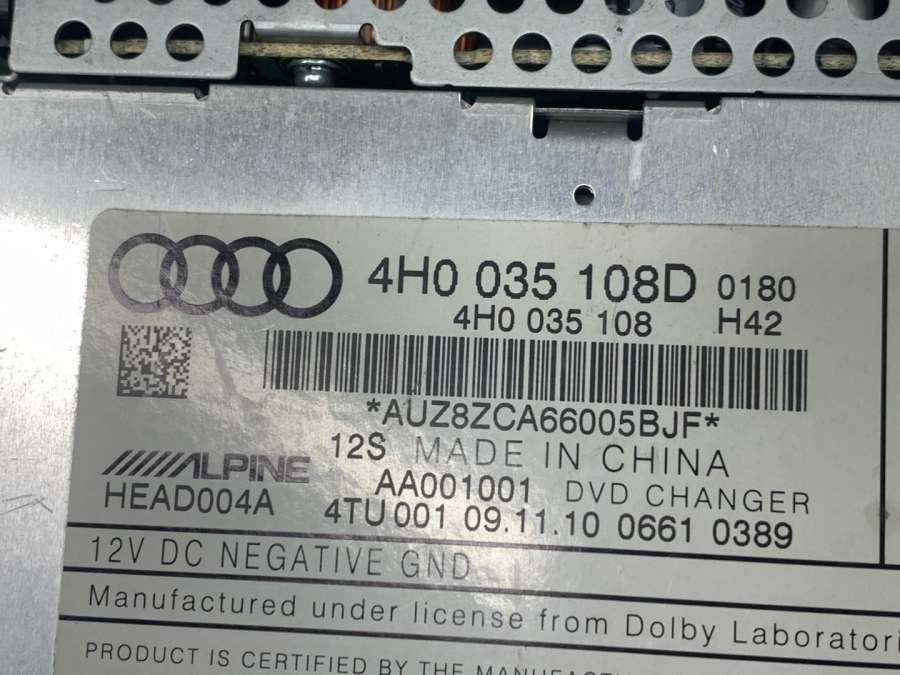 4H0 035 108D 0180
4H0 035 108 H42
*AUZ8ZCA66005BJF*
12S MADE IN CHINA
ALPINE
AA001001 DVD CHANGER
HEAD004A
4TU 001 09.11.10 0661 0389
12V DC NEGATIVE GND
Manufactured under license from Dolby Laboratori
PRODUCT IS CERTIFIED BY THE MANUFACT